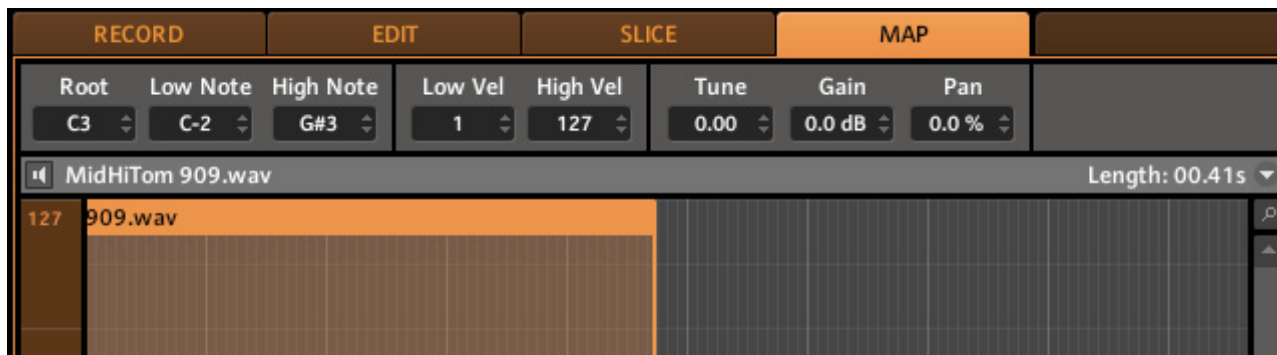 RECORD EDIT SLICE MAP
Root Low Note High Note Low Vel High Vel Tune Gain Pan
C3 C-2 G#3 1 127 0.00 0.0 dB 0.0 %
MidHiTom 909.wav Length: 00.41s
127 909.wav